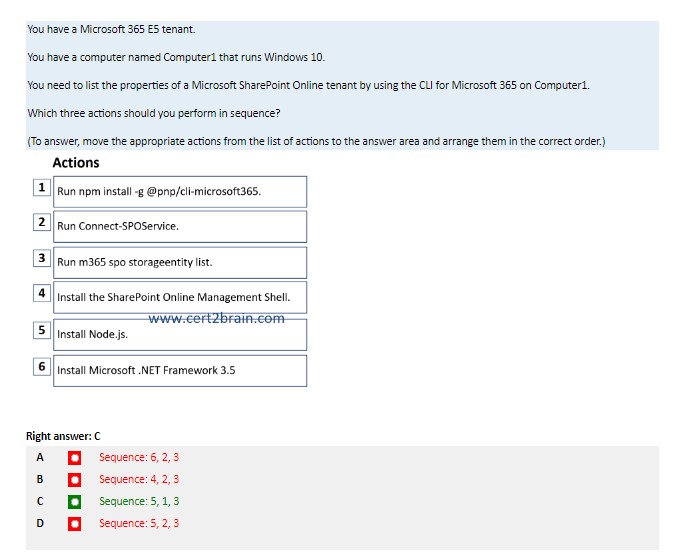 You have a Microsoft 365 E5 tenant.
You have a computer named Computer1 that runs Windows 10.
You need to list the properties of a Microsoft SharePoint Online tenant by using the CLI for Microsoft 365 on Computer1.
Which three actions should you perform in sequence?
(To answer, move the appropriate actions from the list of actions to the answer area and arrange them in the correct order.)
Actions
1 Run npm install -g @pnp/cli-microsoft365.
2 Run Connect-SPOService.
3 Run m365 spo storageentity list.
4 Install the SharePoint Online Management Shell.
www.cert2brain.com
5 Install Node.js.
6 Install Microsoft .NET Framework 3.5
Right answer: C
A Sequence: 6, 2, 3
B Sequence: 4, 2, 3
C Sequence: 5, 1, 3
D Sequence: 5, 2, 3